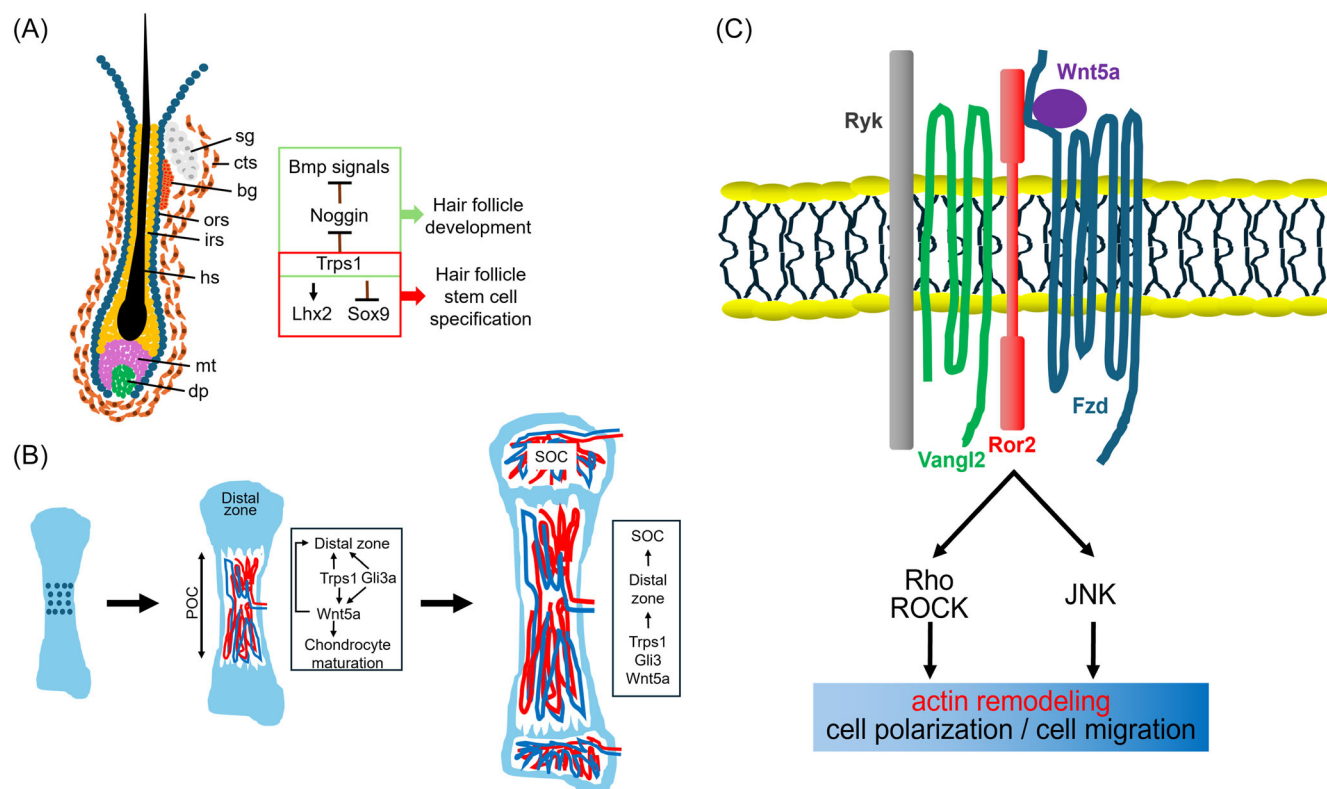 (A)
sg
cts
bg
ors
irs
hs
mt
dp
Bmp signals
Noggin
Trps1
Lhx2 Sox9
Hair follicle
development
Hair follicle
stem cell
specification
(B)
Distal
zone
POC
Distal zone
Trps1 Gli3a
Wnt5a
Chondrocyte
maturation
SOC
SOC
Distal
zone
Trps1
Gli3
Wnt5a
(C)
Wnt5a
Ryk
Fzd
Ror2
Vangl2
Rho
ROCK
JNK
actin remodeling
cell polarization / cell migration